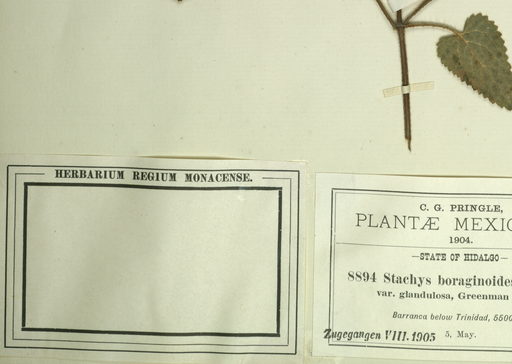 HERBARIUM REGIUM MONACENSE.
C. G. PRINGLE,
PLANTÆ MEXIC
1904.
—STATE OF HIDALGO—
8894 Stachys boraginoides
var. glandulosa, Greenman
Barranca below Trinidad, 5500
Zugegangen VIII. 1905 5. May.